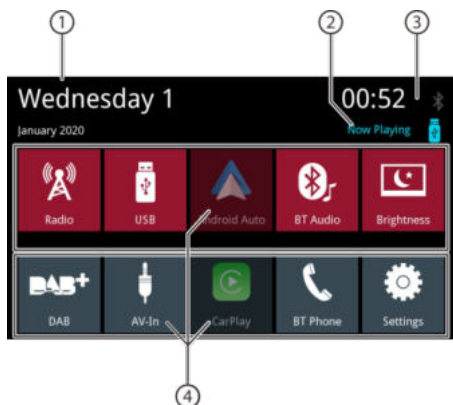 1 2 3
Wednesday 1 00:52
January 2020 Now Playing
Radio USB Android Auto BT Audio Brightness
DAB+
DAB AV-In CarPlay BT Phone Settings
4